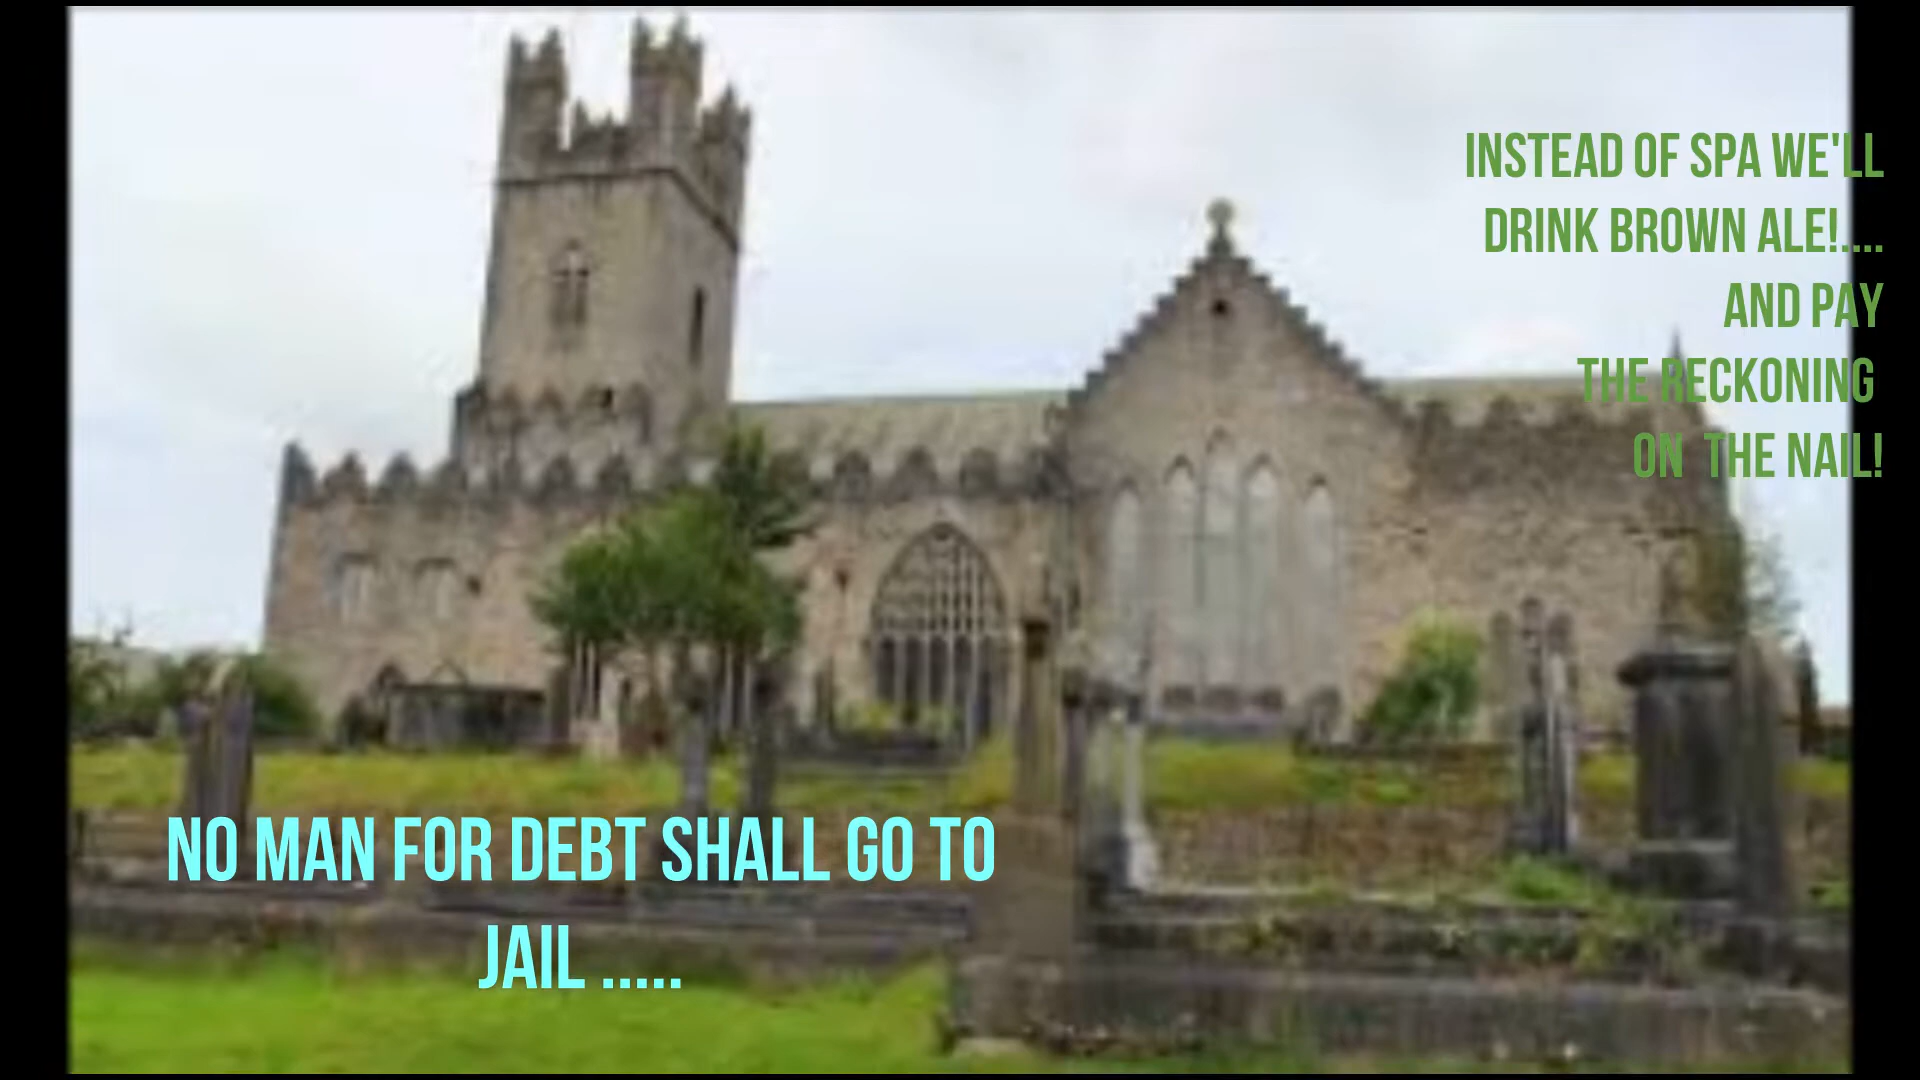 INSTEAD OF SPA WE'LL
DRINK BROWN ALE!....
AND PAY
THE RECKONING
ON THE NAIL!
NO MAN FOR DEBT SHALL GO TO
JAIL .....